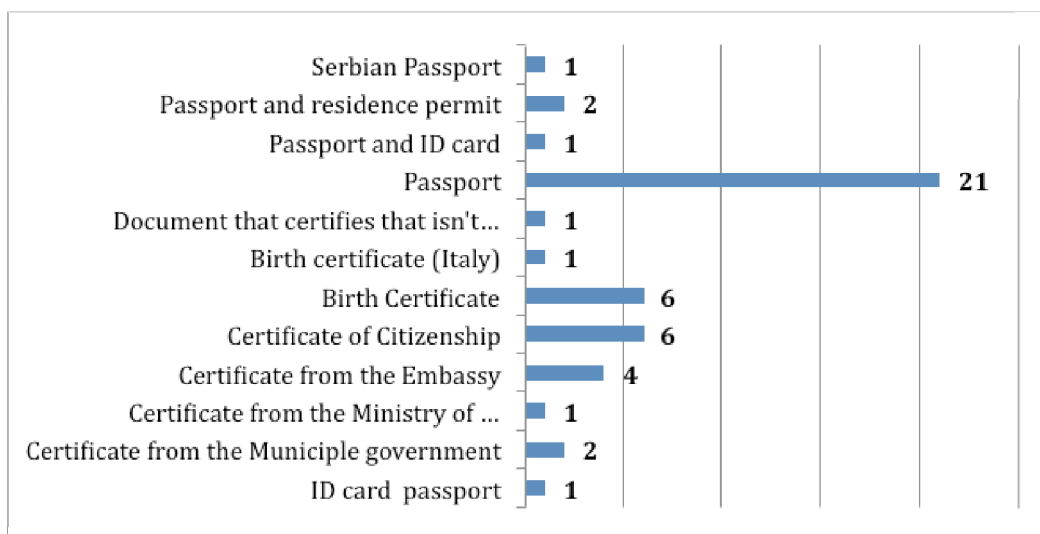 Serbian Passport 1
Passport and residence permit 2
Passport and ID card 1
Passport 21
Document that certifies that isn't... 1
Birth certificate (Italy) 1
Birth Certificate 6
Certificate of Citizenship 6
Certificate from the Embassy 4
Certificate from the Ministry of ... 1
Certificate from the Municiple government 2
ID card  passport 1